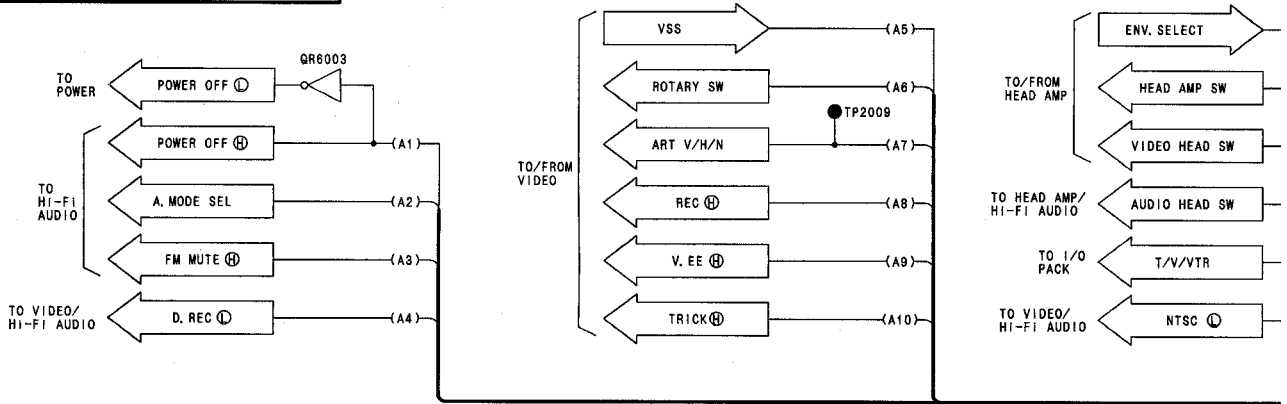 QR6003
TO
POWER
POWER OFF Ⓛ
TO
Hi-Fi
AUDIO
POWER OFF Ⓗ
(A1)
A. MODE SEL
(A2)
FM MUTE Ⓗ
(A3)
TO VIDEO/
Hi-Fi AUDIO
D. REC Ⓛ
(A4)
TO/FROM
VIDEO
VSS
(A5)
ROTARY SW
(A6)
TP2009
ART V/H/N
(A7)
REC Ⓗ
(A8)
V. EE Ⓗ
(A9)
TRICK Ⓗ
(A10)
TO/FROM
HEAD AMP
ENV. SELECT
HEAD AMP SW
VIDEO HEAD SW
TO HEAD AMP/
Hi-Fi AUDIO
AUDIO HEAD SW
TO I/O
PACK
T/V/VTR
TO VIDEO/
Hi-Fi AUDIO
NTSC Ⓛ